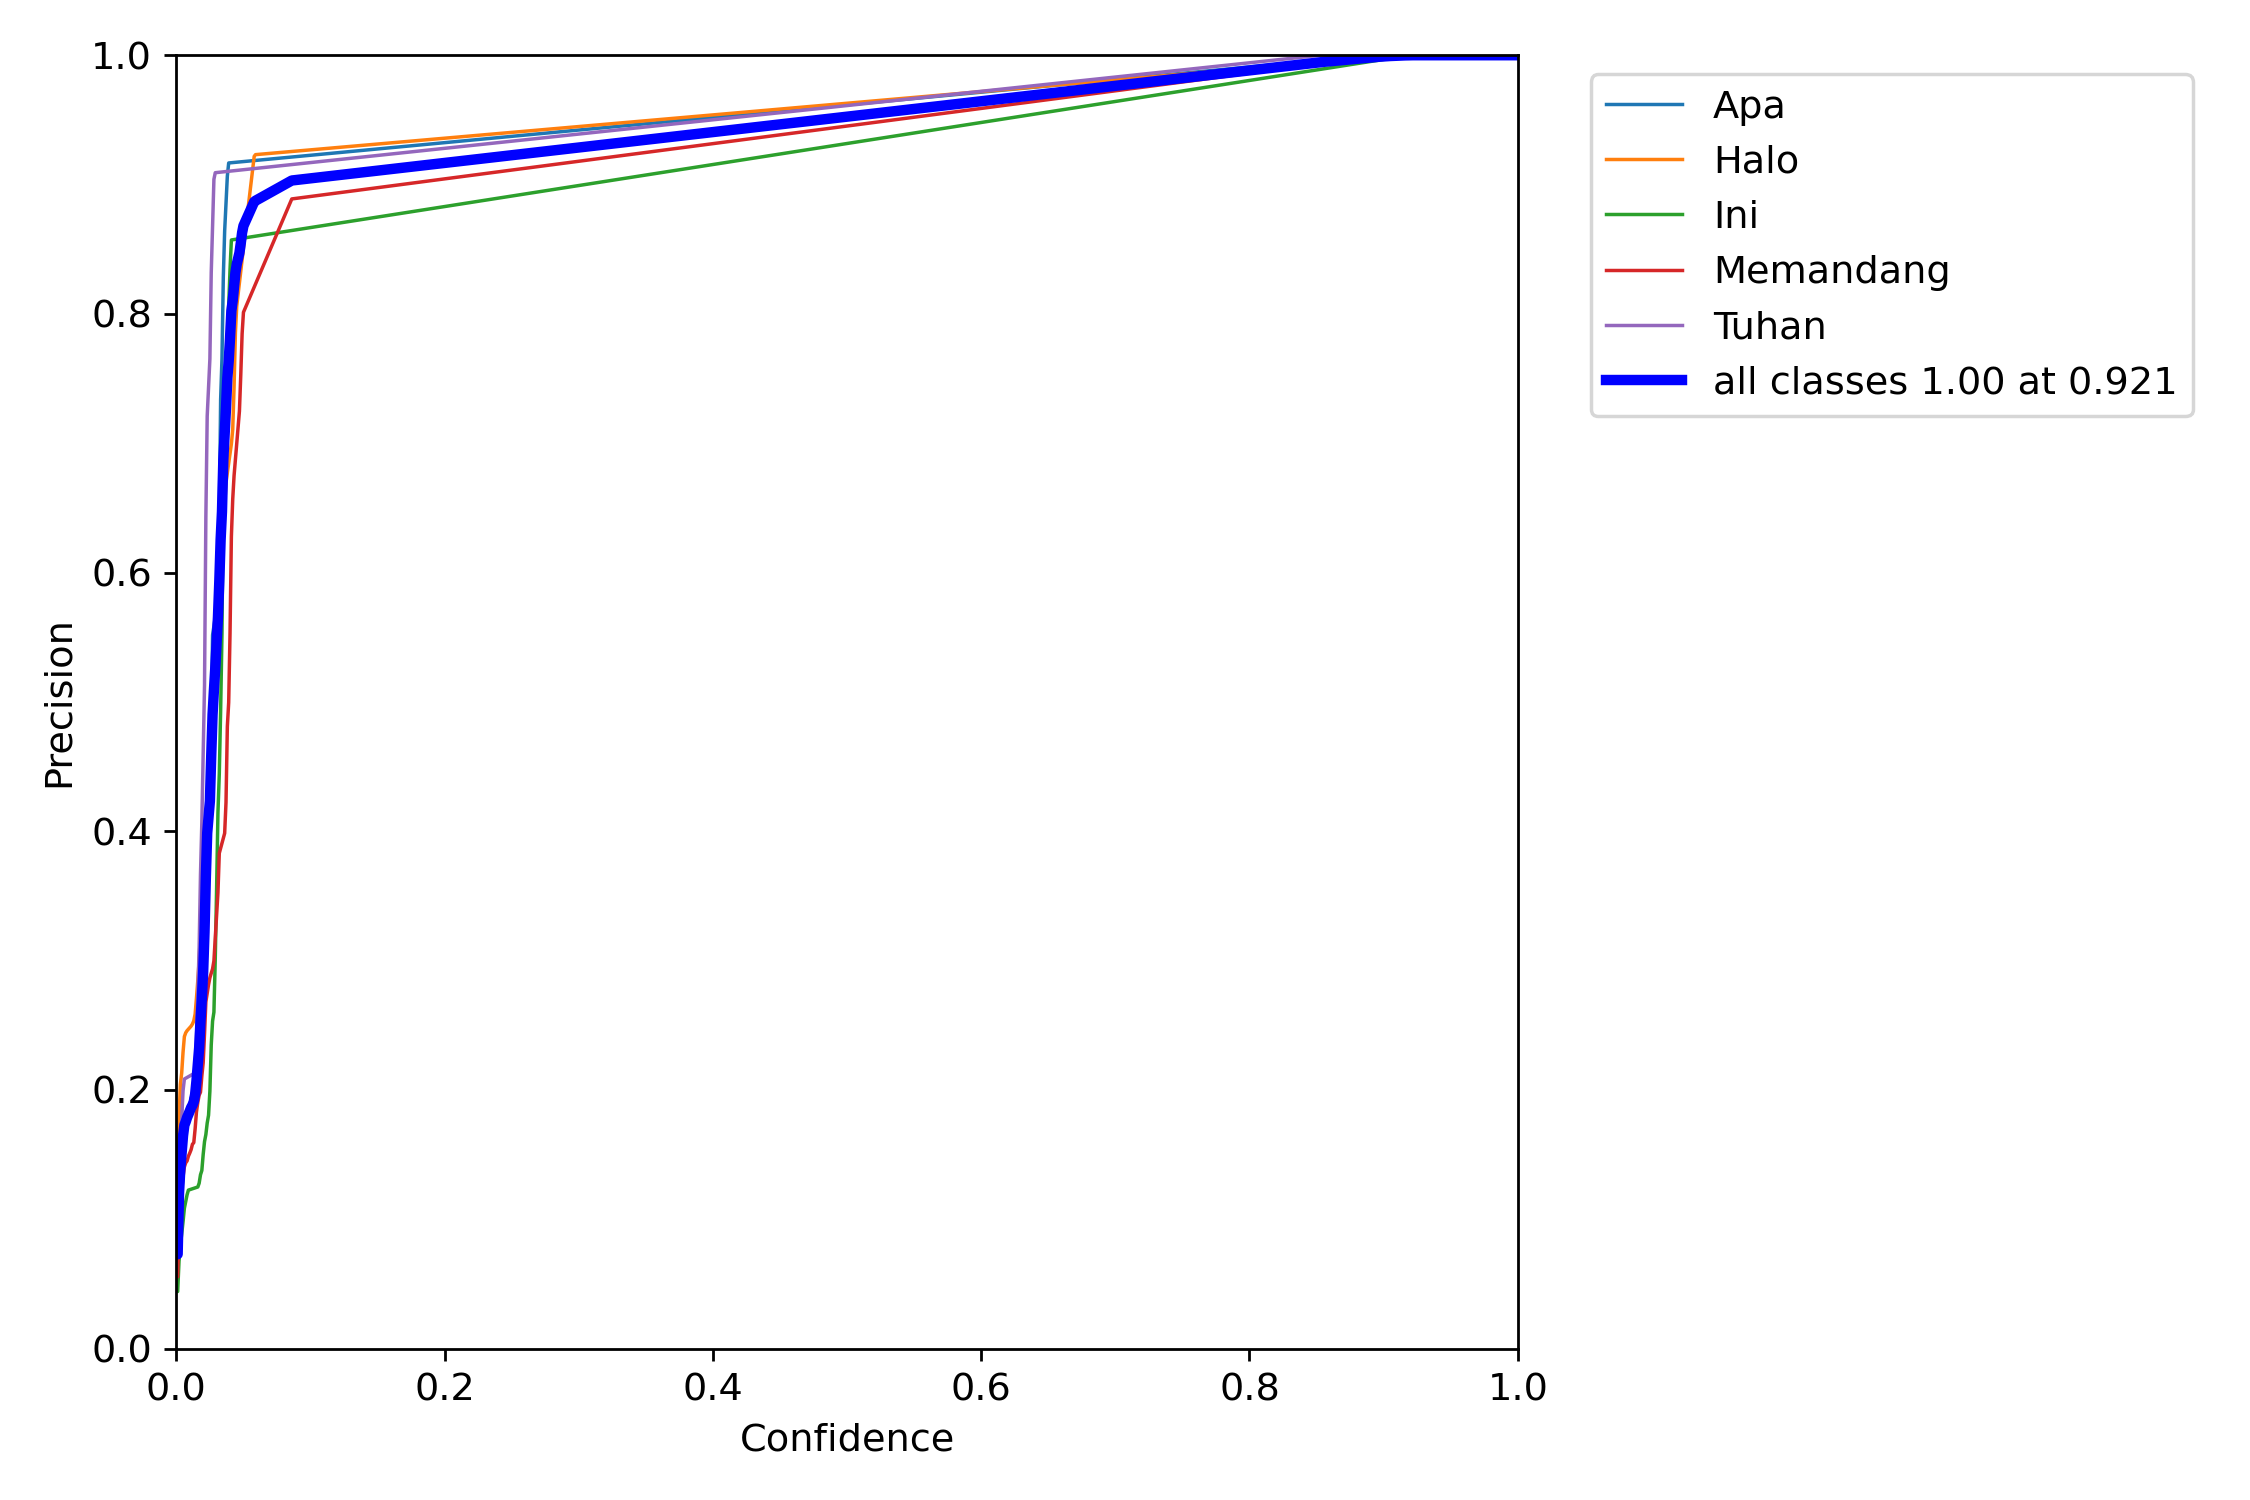 1.0
0.8
0.6
0.4
0.2
0.0
Precision
0.0 0.2 0.4 0.6 0.8 1.0
Confidence
Apa
Halo
Ini
Memandang
Tuhan
all classes 1.00 at 0.921